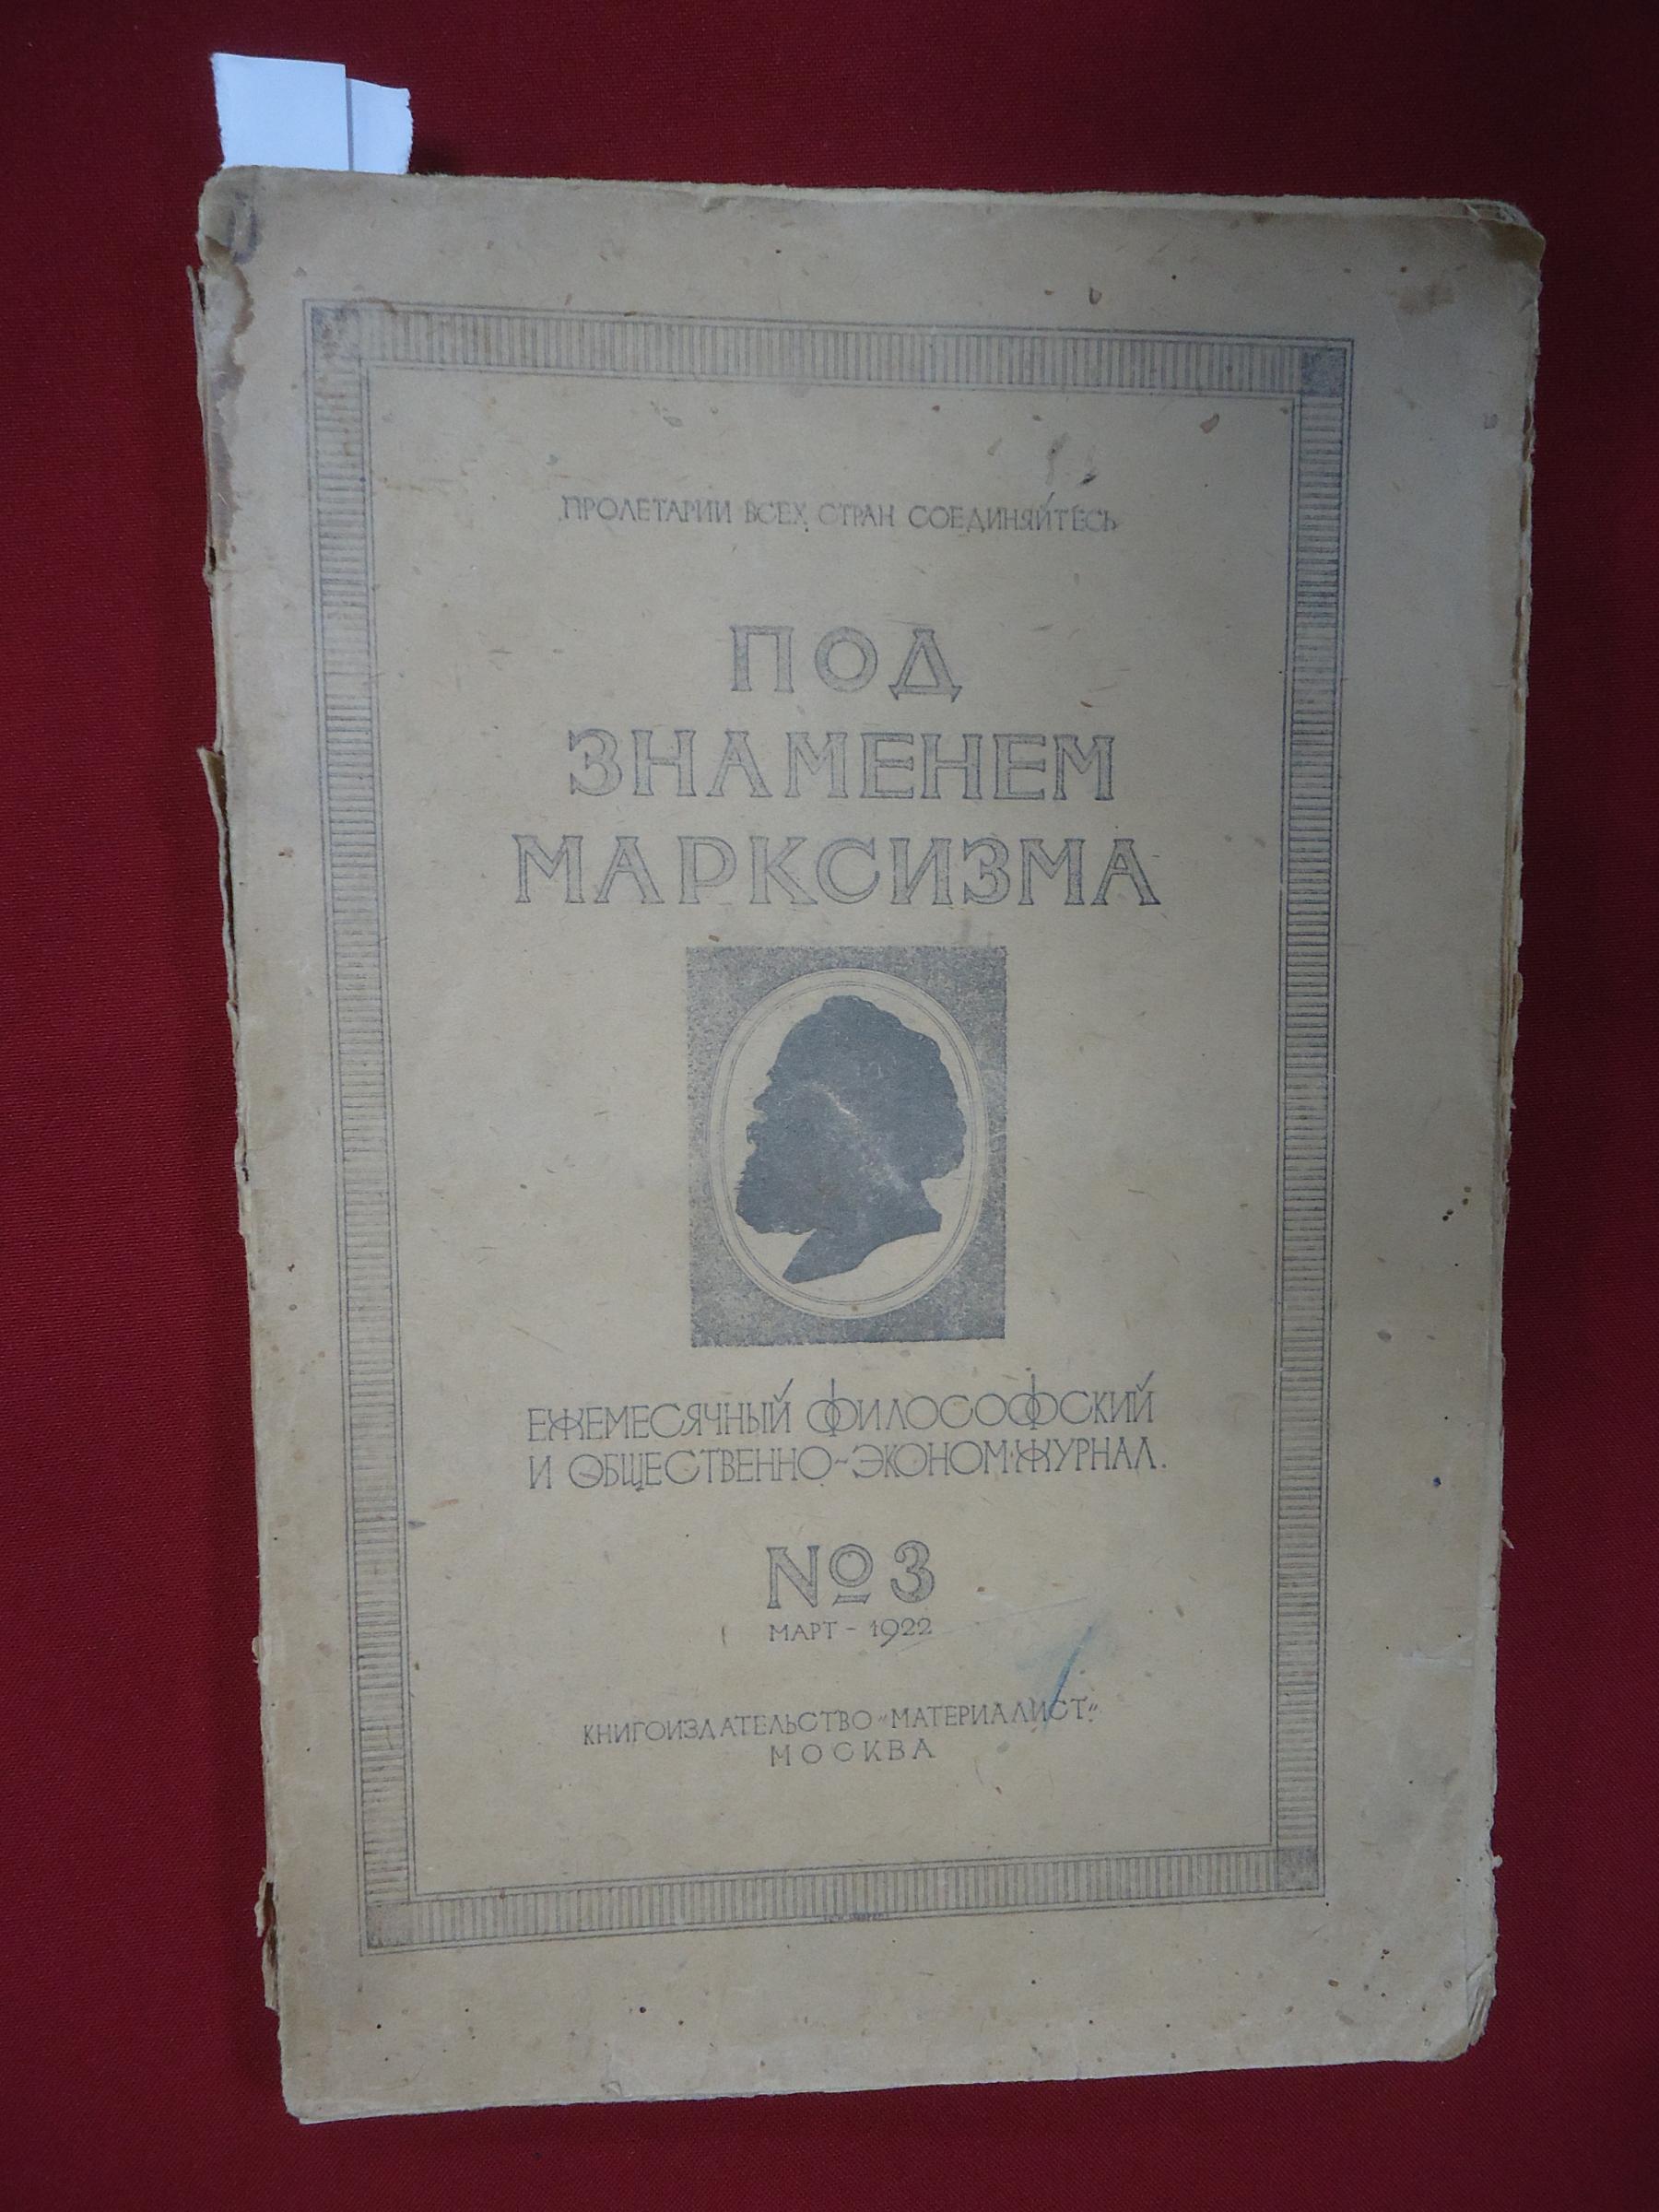 ПРОЛЕТАРИИ ВСЕХ СТРАН СОЕДИНЯЙТЕСЬ
ПОД
ЗНАМЕНЕМ
МАРКСИЗМА
ЕЖЕМЕСЯЧНЫЙ ФИЛОСОФСКИЙ
И ОБЩЕСТВЕННО-ЭКОНОМ·ЖУРНАЛ.
№ 3
МАРТ - 1922
КНИГОИЗДАТЕЛЬСТВО „МАТЕРИАЛИСТ“
МОСКВА